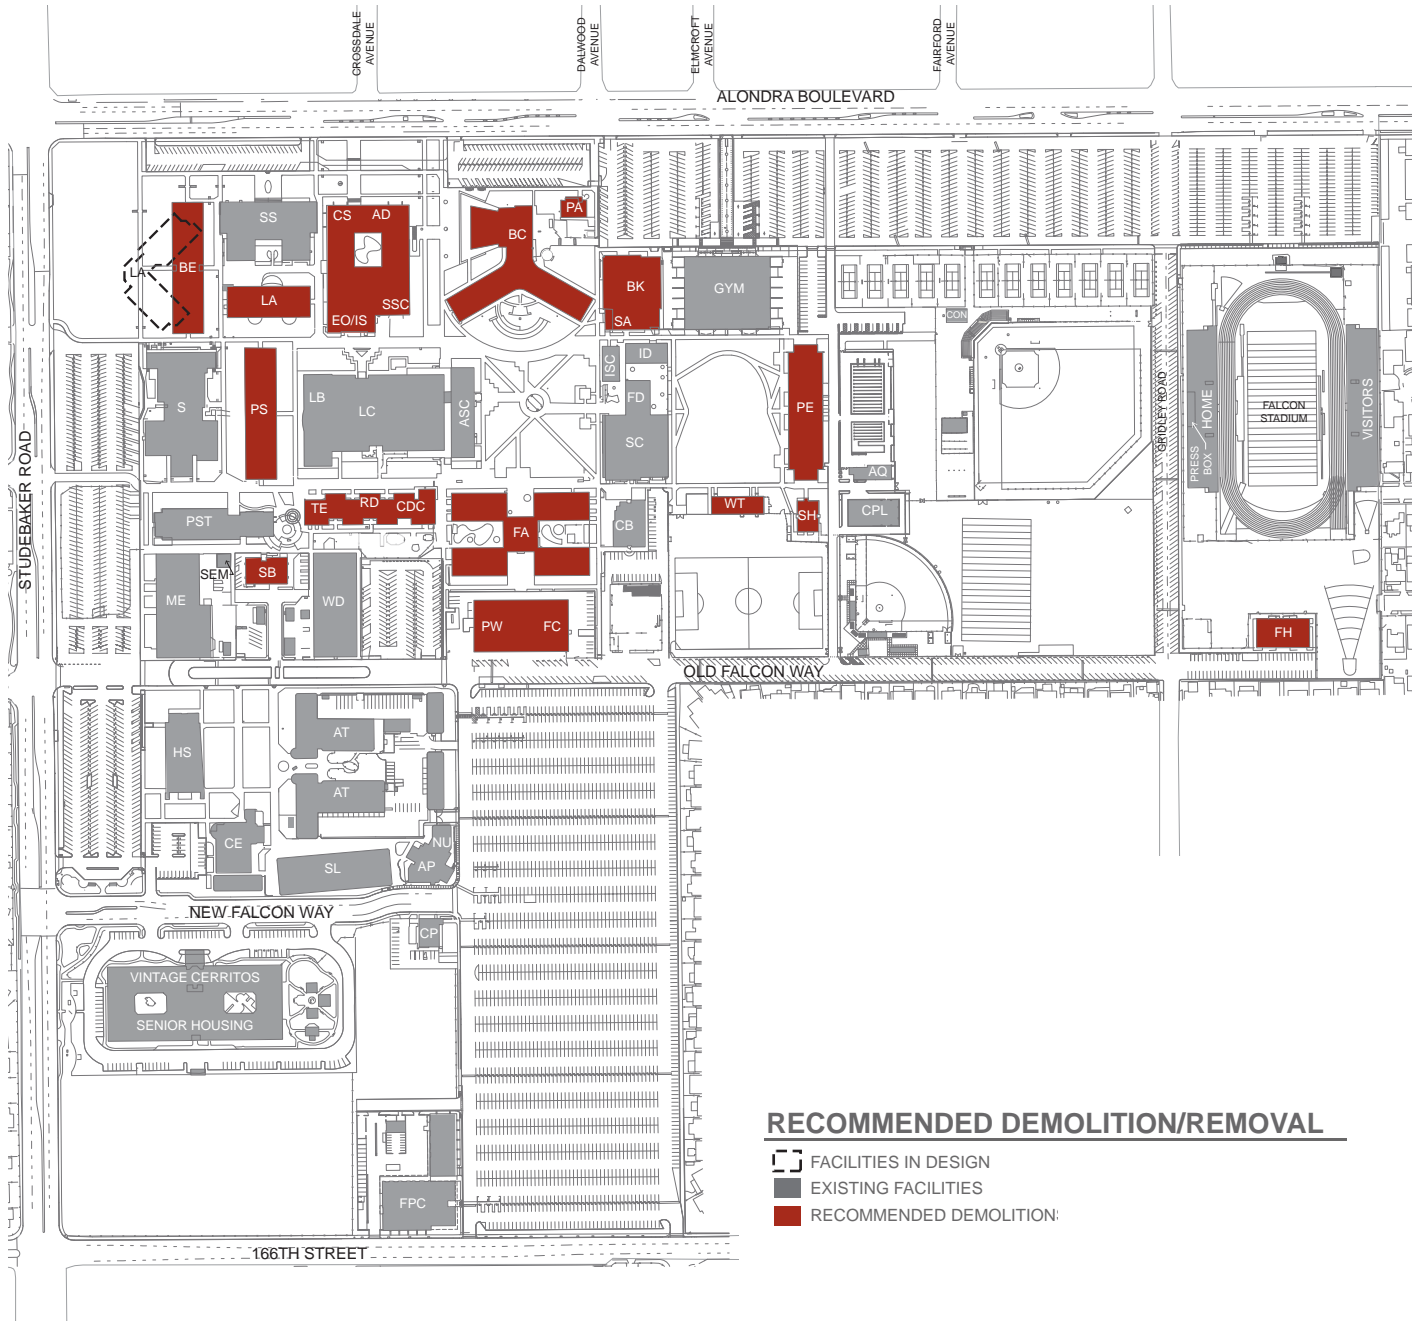 CROSSDALE
AVENUE
DALWOOD
AVENUE
ELMCROFT
AVENUE
FAIRFORD
AVENUE
ALONDRA BOULEVARD
CS
AD
PA
SS
BC
LA
BE
LA
SSC
EO/IS
BK
SA
GYM
CON
ISC
ID
S
PS
LB
LC
ASC
FD
SC
PE
GRIDLEY ROAD
PRESS
BOX
HOME
FALCON
STADIUM
VISITORS
STUDEBAKER ROAD
AQ
TE
RD
CDC
WT
SH
CPL
PST
FA
CB
SEM
SB
ME
WD
PW
FC
FH
OLD FALCON WAY
HS
AT
AT
CE
NU
AP
SL
NEW FALCON WAY
CP
VINTAGE CERRITOS
SENIOR HOUSING
FPC
166TH STREET
RECOMMENDED DEMOLITION/REMOVAL
FACILITIES IN DESIGN
EXISTING FACILITIES
RECOMMENDED DEMOLITION